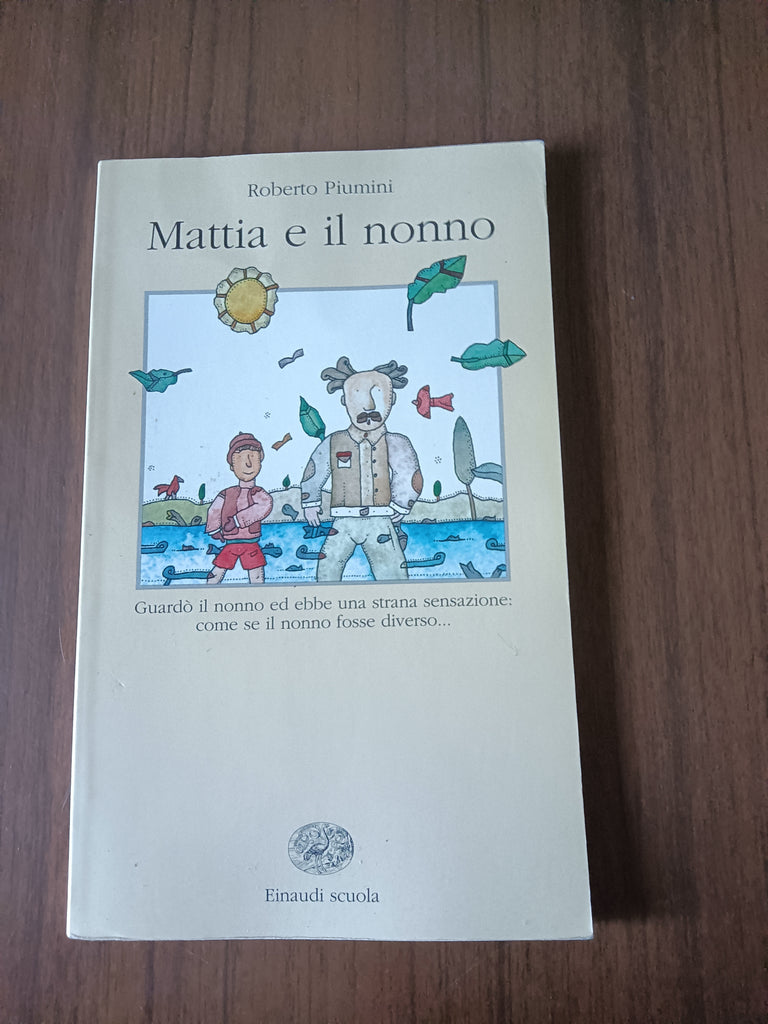 Roberto Piumini
Mattia e il nonno
Guardò il nonno ed ebbe una strana sensazione:
come se il nonno fosse diverso...
Einaudi scuola